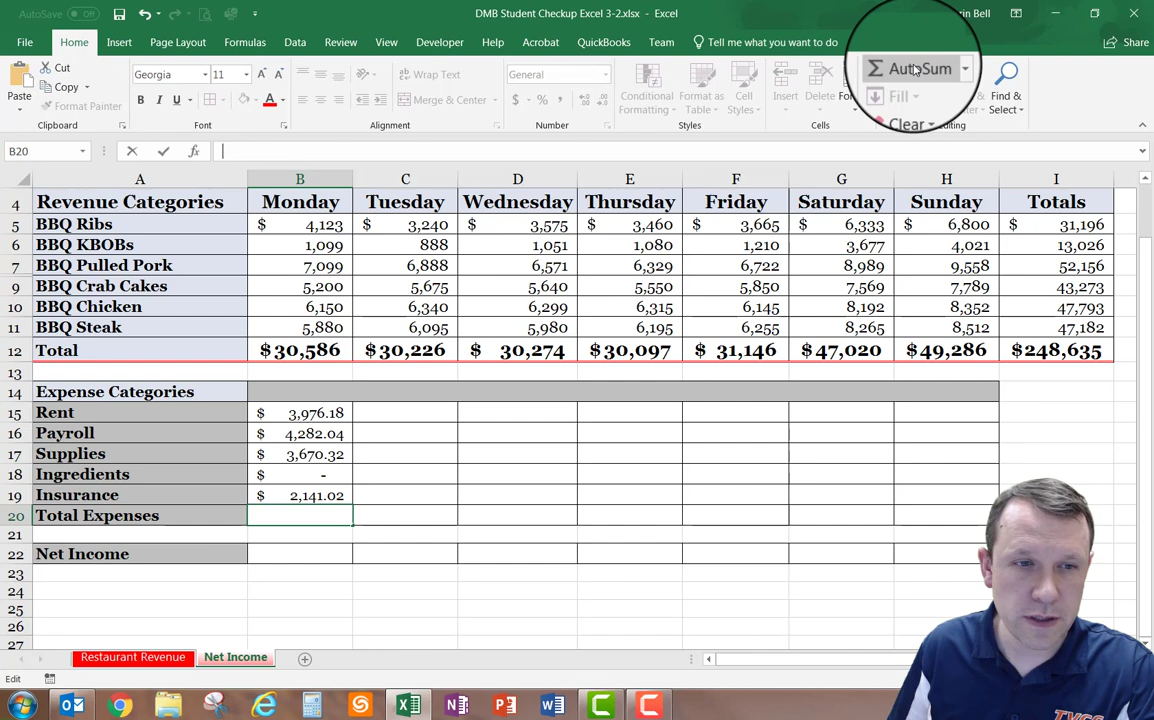 AutoSave Off DMB Student Checkup Excel 3-2.xlsx - Excel rin Bell
File Home Insert Page Layout Formulas Data Review View Developer Help Acrobat QuickBooks Team Tell me what you want to do Share
Paste Cut Copy Format Painter Georgia 11 General Conditional Formatting Format as Table Cell Styles Insert Delete AutoSum Fill Clear Find & Select
B I U A Merge & Center $ % ,
Clipboard Font Alignment Number Styles Cells
B20 fx
A B C D E F G H I
4 Revenue Categories Monday Tuesday Wednesday Thursday Friday Saturday Sunday Totals
5 BBQ Ribs $ 4,123 $ 3,240 $ 3,575 $ 3,460 $ 3,665 $ 6,333 $ 6,800 $ 31,196
6 BBQ KBOBs 1,099 888 1,051 1,080 1,210 3,677 4,021 13,026
7 BBQ Pulled Pork 7,099 6,888 6,571 6,329 6,722 8,989 9,558 52,156
9 BBQ Crab Cakes 5,200 5,675 5,640 5,550 5,850 7,569 7,789 43,273
10 BBQ Chicken 6,150 6,340 6,299 6,315 6,145 8,192 8,352 47,793
11 BBQ Steak 5,880 6,095 5,980 6,195 6,255 8,265 8,512 47,182
12 Total $30,586 $30,226 $ 30,274 $30,097 $ 31,146 $47,020 $49,286 $248,635
13
14 Expense Categories
15 Rent $ 3,976.18
16 Payroll $ 4,282.04
17 Supplies $ 3,670.32
18 Ingredients $ -
19 Insurance $ 2,141.02
20 Total Expenses
21
22 Net Income
23
24
25
26
27
Restaurant Revenue Net Income
Edit